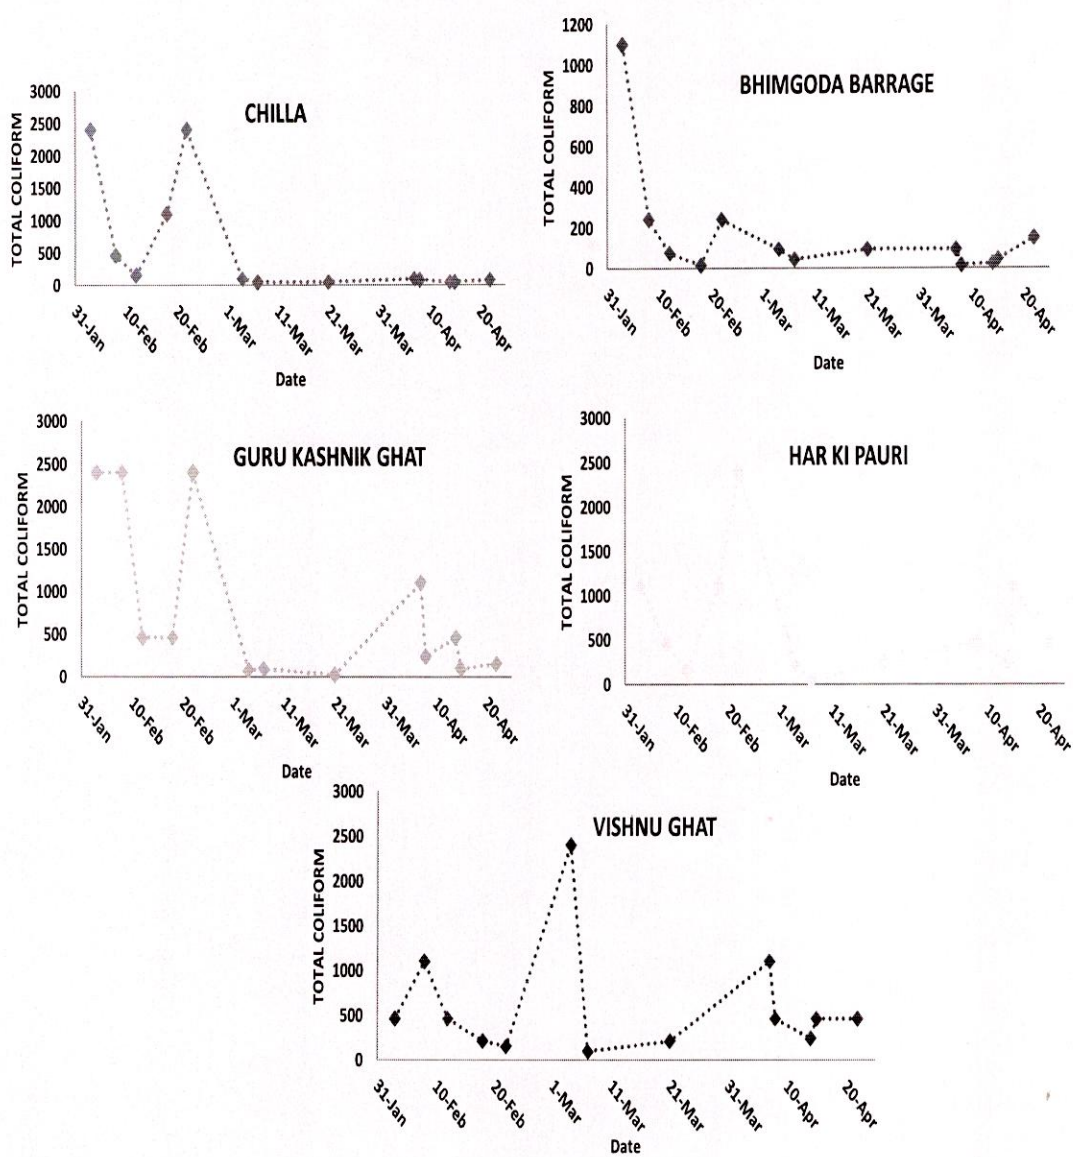 CHILLA
TOTAL COLIFORM
3000
2500
2000
1500
1000
500
0
31-Jan
10-Feb
20-Feb
1-Mar
11-Mar
21-Mar
31-Mar
10-Apr
20-Apr
Date
BHIMGODA BARRAGE
TOTAL COLIFORM
1200
1000
800
600
400
200
0
31-Jan
10-Feb
20-Feb
1-Mar
11-Mar
21-Mar
31-Mar
10-Apr
20-Apr
Date
GURU KASHNIK GHAT
TOTAL COLIFORM
3000
2500
2000
1500
1000
500
0
31-Jan
10-Feb
20-Feb
1-Mar
11-Mar
21-Mar
31-Mar
10-Apr
20-Apr
Date
HAR KI PAURI
TOTAL COLIFORM
3000
2500
2000
1500
1000
500
0
31-Jan
10-Feb
20-Feb
1-Mar
11-Mar
21-Mar
31-Mar
10-Apr
20-Apr
Date
VISHNU GHAT
TOTAL COLIFORM
3000
2500
2000
1500
1000
500
0
31-Jan
10-Feb
20-Feb
1-Mar
11-Mar
21-Mar
31-Mar
10-Apr
20-Apr
Date